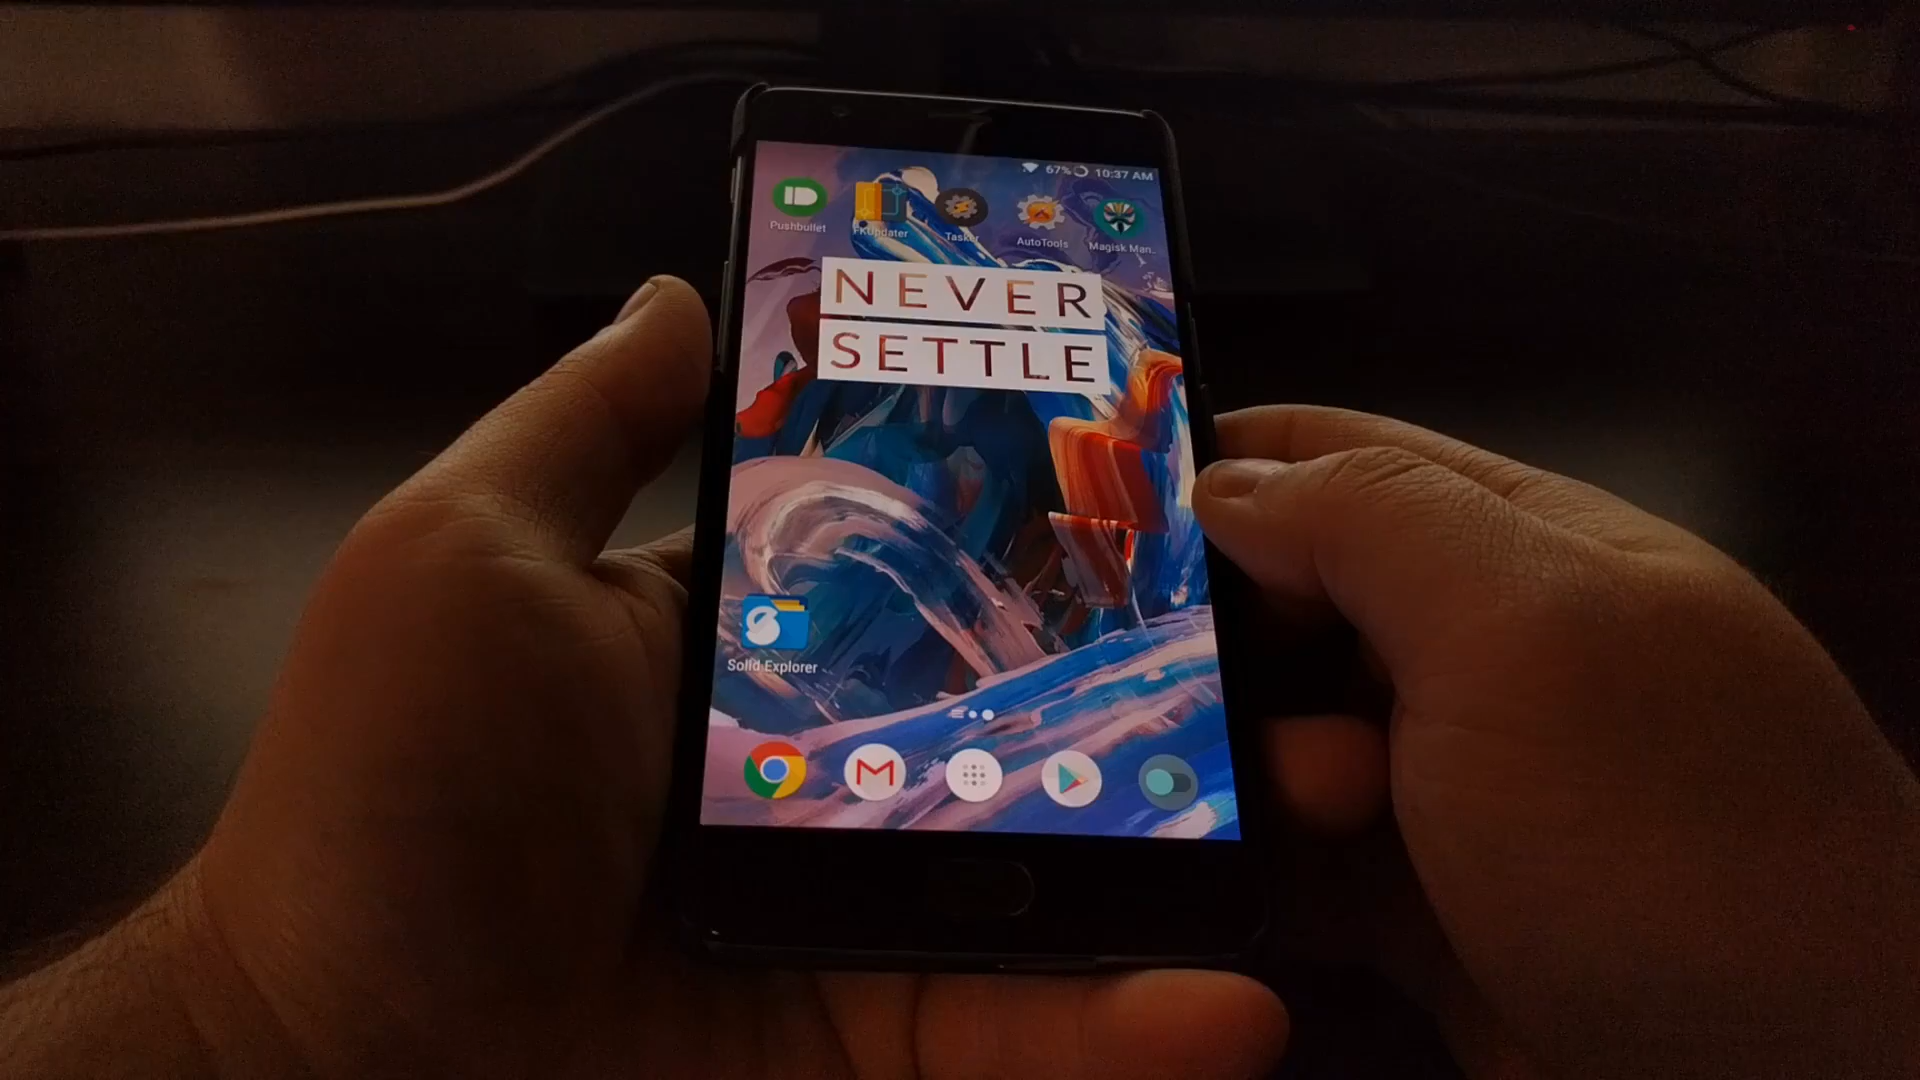 67% 10:37 AM
Pushbullet FKUpdater Tasker AutoTools Magisk Man..
NEVER
SETTLE
Solid Explorer